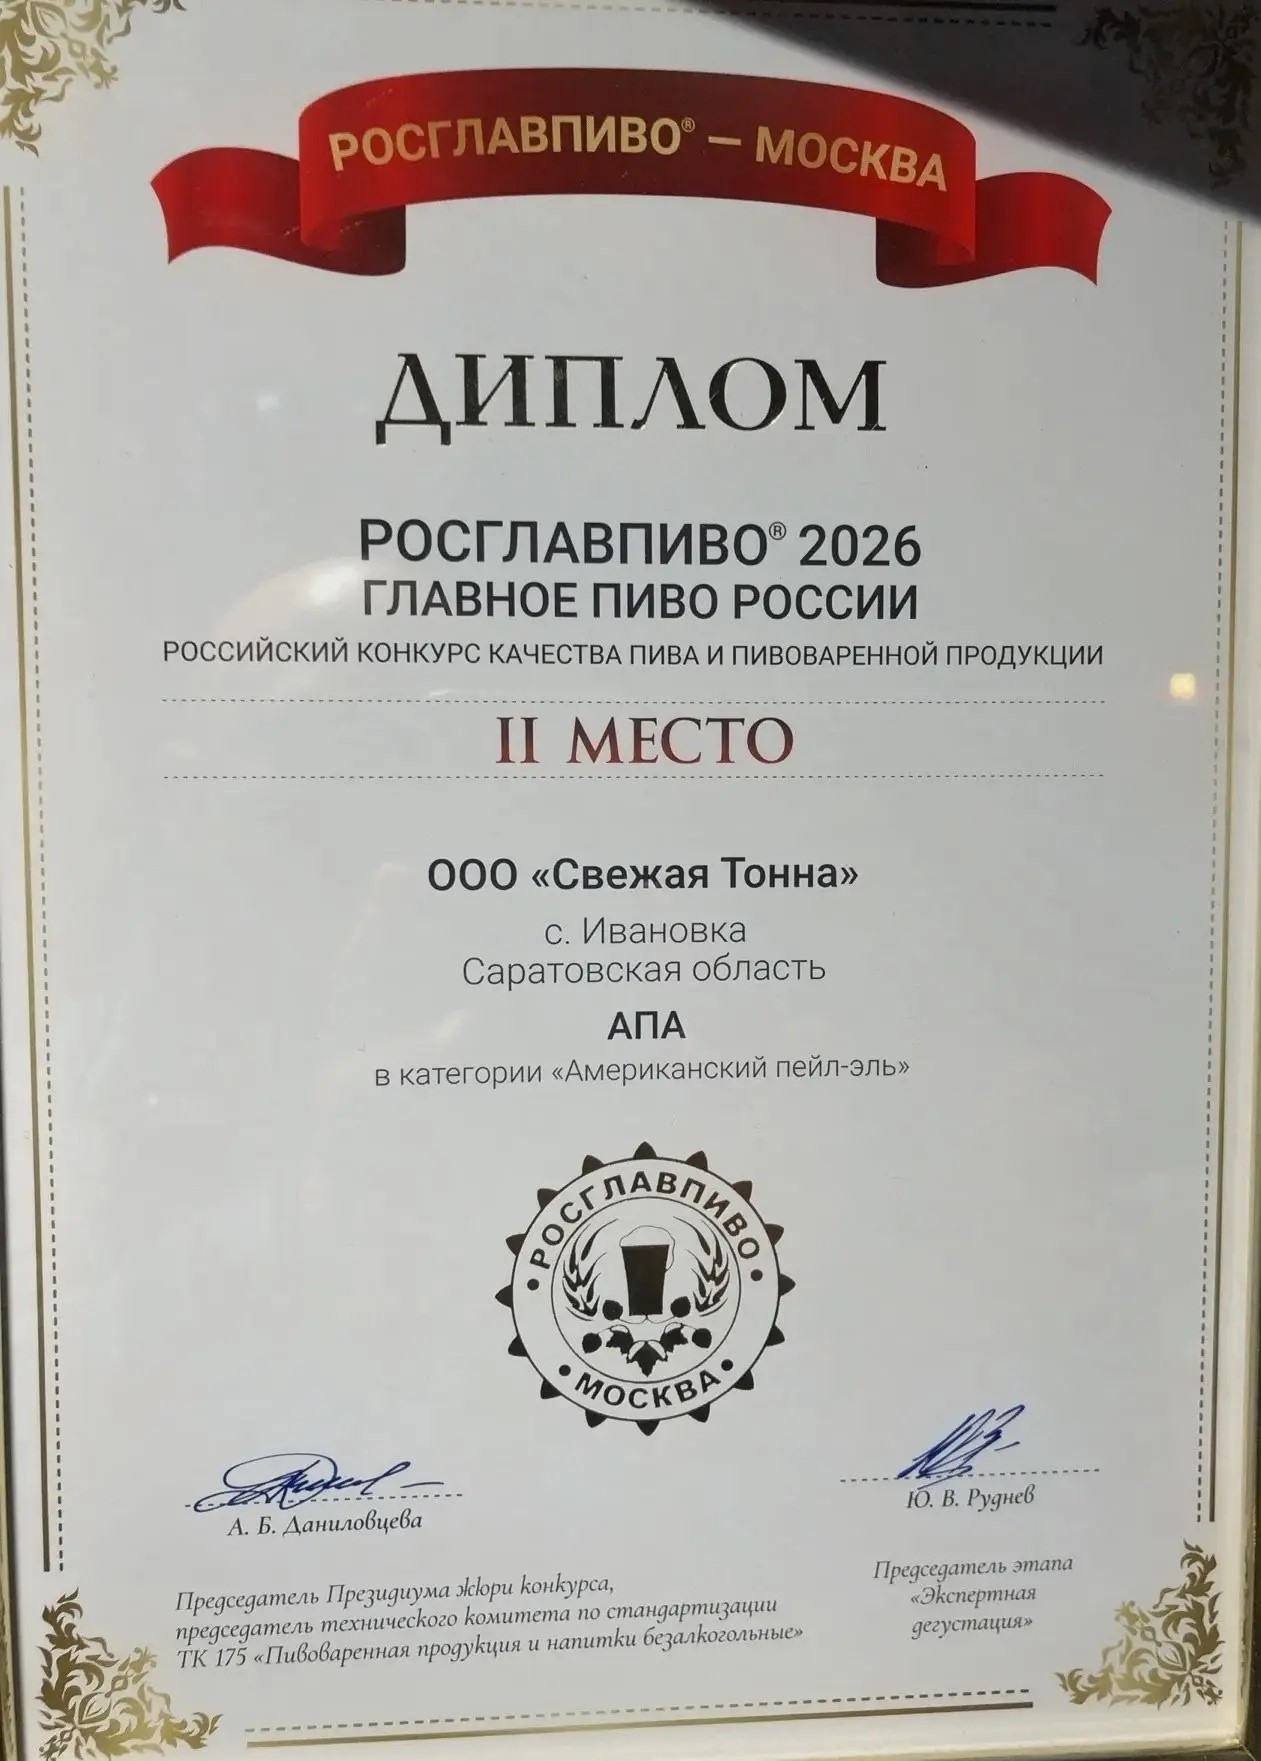 РОСГЛАВПИВО® – МОСКВА
ДИПЛОМ
РОСГЛАВПИВО® 2026
ГЛАВНОЕ ПИВО РОССИИ
РОССИЙСКИЙ КОНКУРС КАЧЕСТВА ПИВА И ПИВОВАРЕННОЙ ПРОДУКЦИИ
II МЕСТО
ООО «Свежая Тонна»
с. Ивановка
Саратовская область
АПА
в категории «Американский пейл-эль»
• РОСГЛАВПИВО •
• МОСКВА •
А. Б. Даниловцева
Председатель Президиума жюри конкурса,
председатель технического комитета по стандартизации
ТК 175 «Пивоваренная продукция и напитки безалкогольные»
Ю. В. Руднев
Председатель этапа
«Экспертная
дегустация»